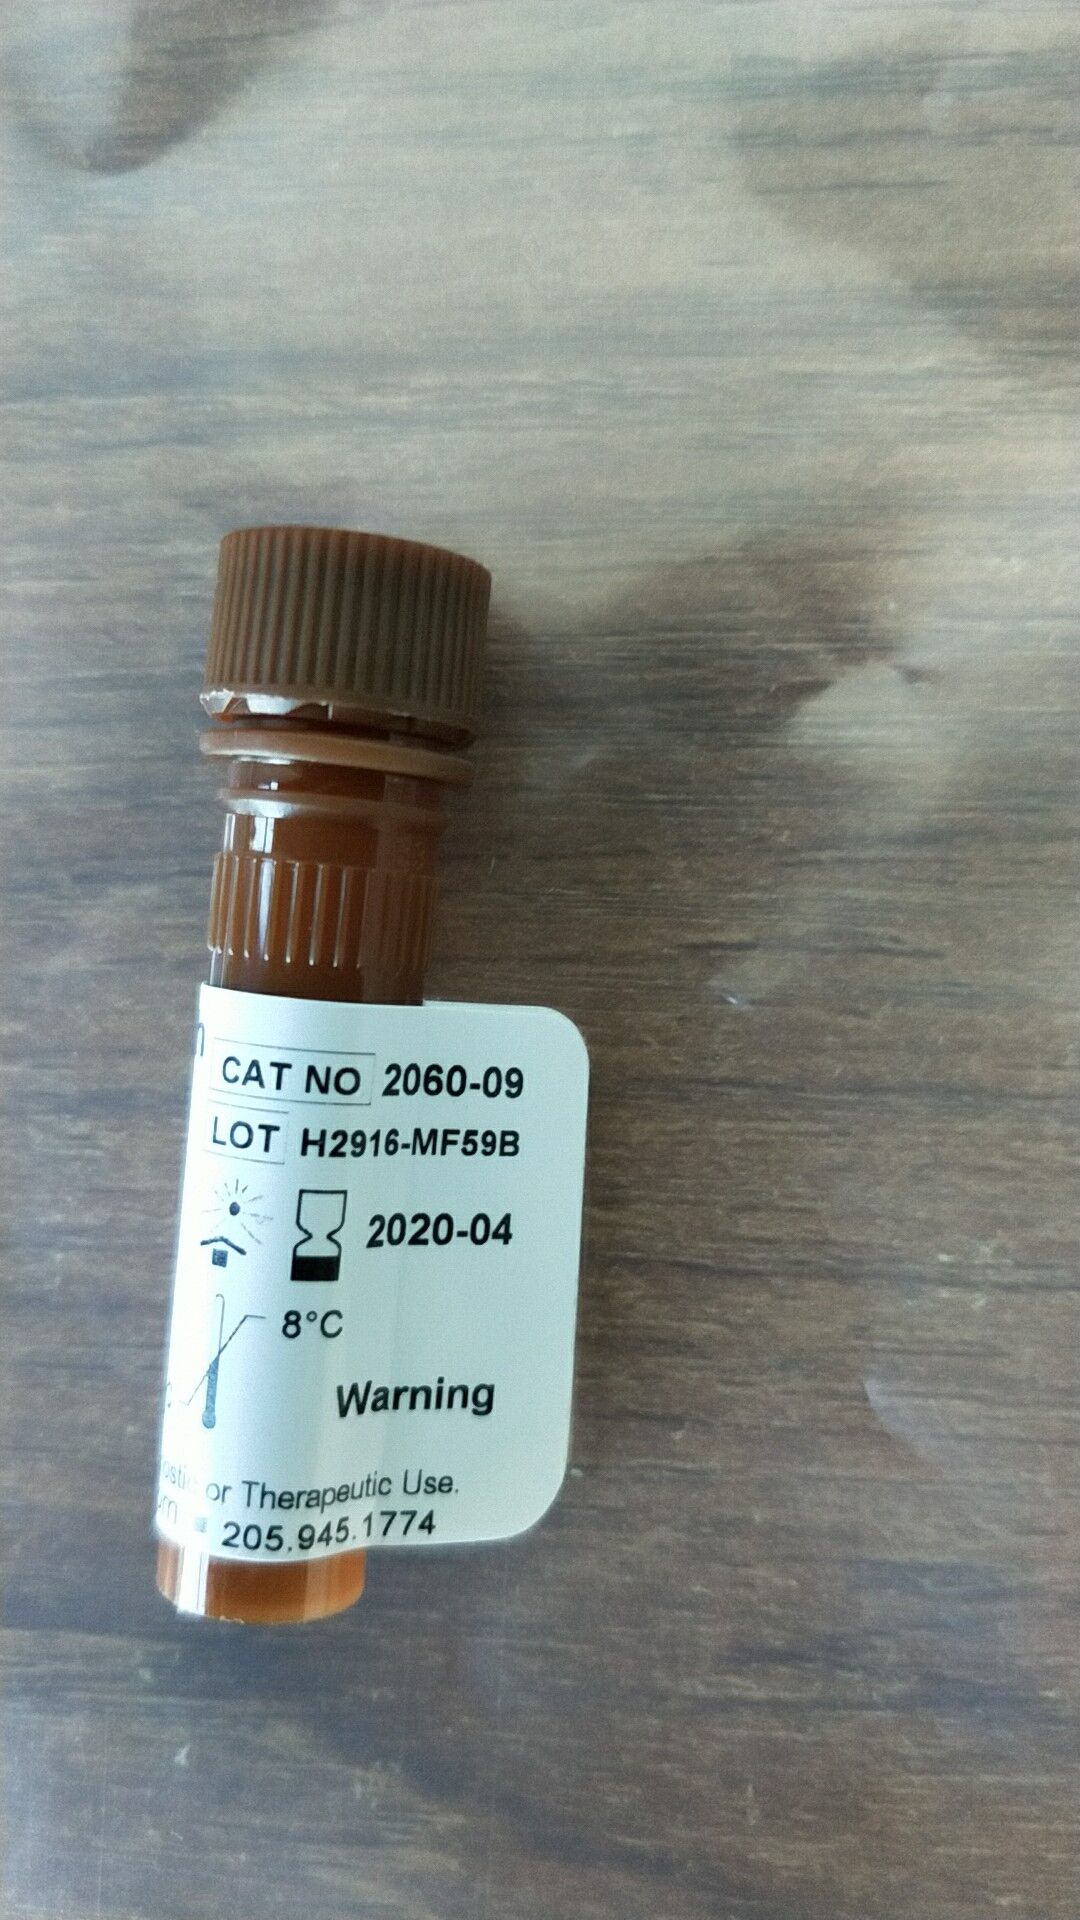 CAT NO 2060-09
LOT H2916-MF59B
2020-04
8°C
Warning
or Therapeutic Use.
205.945.1774